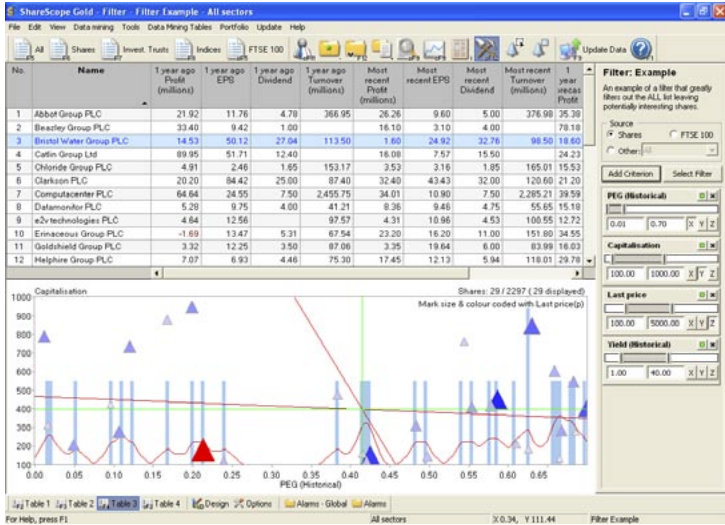 ShareScope Gold - Filter - Filter Example - All sectors
File Edit View Data mining Tools Data Mining Tables Portfolio Update Help
All Shares Invest. Trusts Indices FTSE 100 Update Data
No. Name 1 year ago Profit (millions) 1 year ago EPS 1 year ago Dividend 1 year ago Turnover (millions) Most recent Profit (millions) Most recent EPS Most recent Dividend Most recent Turnover (millions) 1 year Profit
1 Abbot Group PLC 21.92 11.76 4.78 366.95 26.26 9.60 5.00 376.98 35.38
2 Beazley Group PLC 33.40 9.42 1.00 16.10 3.10 4.00 78.18
3 Bristol Water Group PLC 14.53 50.12 27.04 113.50 1.60 24.92 32.76 98.50 18.60
4 Catlin Group Ltd 89.95 51.71 12.40 16.08 7.57 15.50 24.23
5 Chloride Group PLC 4.91 2.46 1.65 153.17 3.53 3.16 1.85 165.01 15.53
6 Clarkson PLC 20.20 84.42 25.00 87.40 32.40 43.43 32.00 120.60 21.20
7 Computacenter PLC 64.64 24.55 7.50 2,455.75 34.01 10.90 7.50 2,285.21 39.59
8 Datamonitor PLC 5.28 9.75 4.00 41.21 8.36 9.46 4.75 55.65 15.18
9 e2v technologies PLC 4.64 12.56 97.57 4.31 10.96 4.53 100.55 12.72
10 Erinaceous Group PLC -1.69 13.47 5.31 67.54 23.20 16.20 11.00 151.80 34.55
11 Goldshield Group PLC 3.32 12.25 3.50 87.06 3.35 19.64 6.00 83.99 16.03
12 Helphire Group PLC 7.07 6.93 4.46 75.30 17.45 12.13 5.94 118.01 29.78
Filter: Example
An example of a filter that greatly
filters out the ALL list leaving
potentially interesting shares.
Source
Shares FTSE 100
Other: All
Add Criterion Select Filter
PEG (Historical)
0.01 0.70 X Y Z
Capitalisation
100.00 1000.00 X Y Z
Last price
100.00 5000.00 X Y Z
Yield (Historical)
1.00 40.00 X Y Z
Capitalisation Shares: 29 / 2297 ( 29 displayed)
Mark size & colour coded with Last price(p)
1000
900
800
700
600
500
400
300
200
100
0.00 0.05 0.10 0.15 0.20 0.25 0.30 0.35 0.40 0.45 0.50 0.55 0.60 0.65
PEG (Historical)
Table 1 Table 2 Table 3 Table 4 Design Options Alarms - Global Alarms
For Help, press F1 All sectors X 0.34, Y 111.44 Filter Example